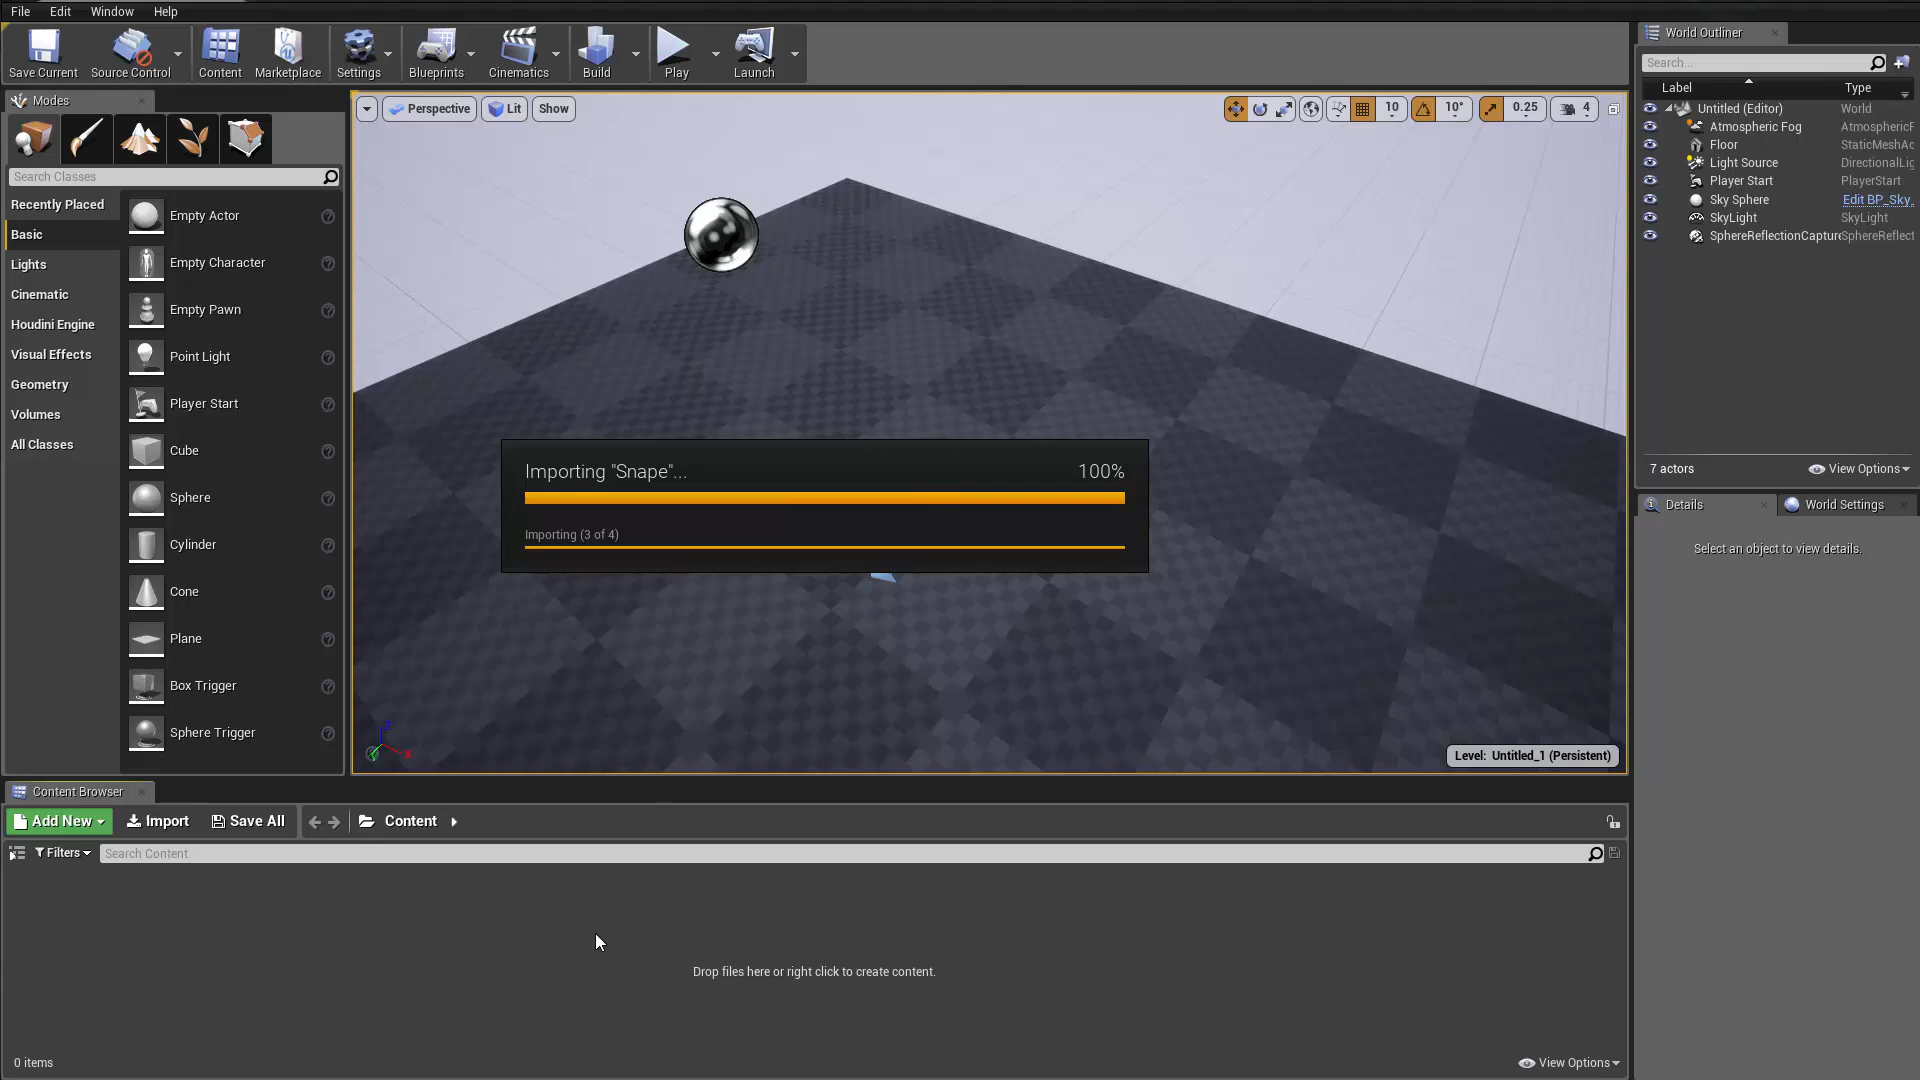 File Edit Window Help
Save Current Source Control Content Marketplace Settings Blueprints Cinematics Build Play Launch
Modes
Search Classes
Recently Placed
Basic
Lights
Cinematic
Houdini Engine
Visual Effects
Geometry
Volumes
All Classes
Empty Actor
Empty Character
Empty Pawn
Point Light
Player Start
Cube
Sphere
Cylinder
Cone
Plane
Box Trigger
Sphere Trigger
Perspective Lit Show
10 10° 0.25 4
Importing "Snape"... 100%
Importing (3 of 4)
Z
X
Level: Untitled_1 (Persistent)
World Outliner
Search...
Label Type
Untitled (Editor) World
Atmospheric Fog AtmosphericF
Floor StaticMeshAc
Light Source DirectionalLig
Player Start PlayerStart
Sky Sphere Edit BP_Sky_
SkyLight SkyLight
SphereReflectionCapture SphereReflect
7 actors View Options
Details World Settings
Select an object to view details.
Content Browser
Add New Import Save All Content
Filters Search Content
Drop files here or right click to create content.
0 items View Options